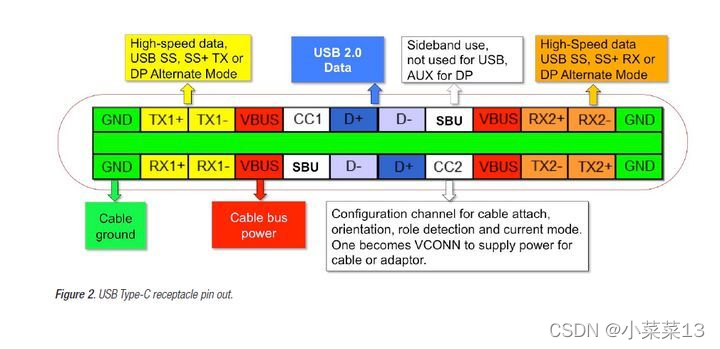 High-speed data,
USB SS, SS+ TX or
DP Alternate Mode
USB 2.0
Data
Sideband use,
not used for USB,
AUX for DP
High-Speed data
USB SS, SS+ RX
or DP Alternate Mode
GND TX1+ TX1- VBUS CC1 D+ D- SBU VBUS RX2+ RX2- GND
GND RX1+ RX1- VBUS SBU D- D+ CC2 VBUS TX2- TX2+ GND
Cable
ground
Cable bus
power
Configuration channel for cable attach,
orientation, role detection and current mode.
One becomes VCONN to supply power for
cable or adaptor.
Figure 2. USB Type-C receptacle pin out.
CSDN @小菜菜13